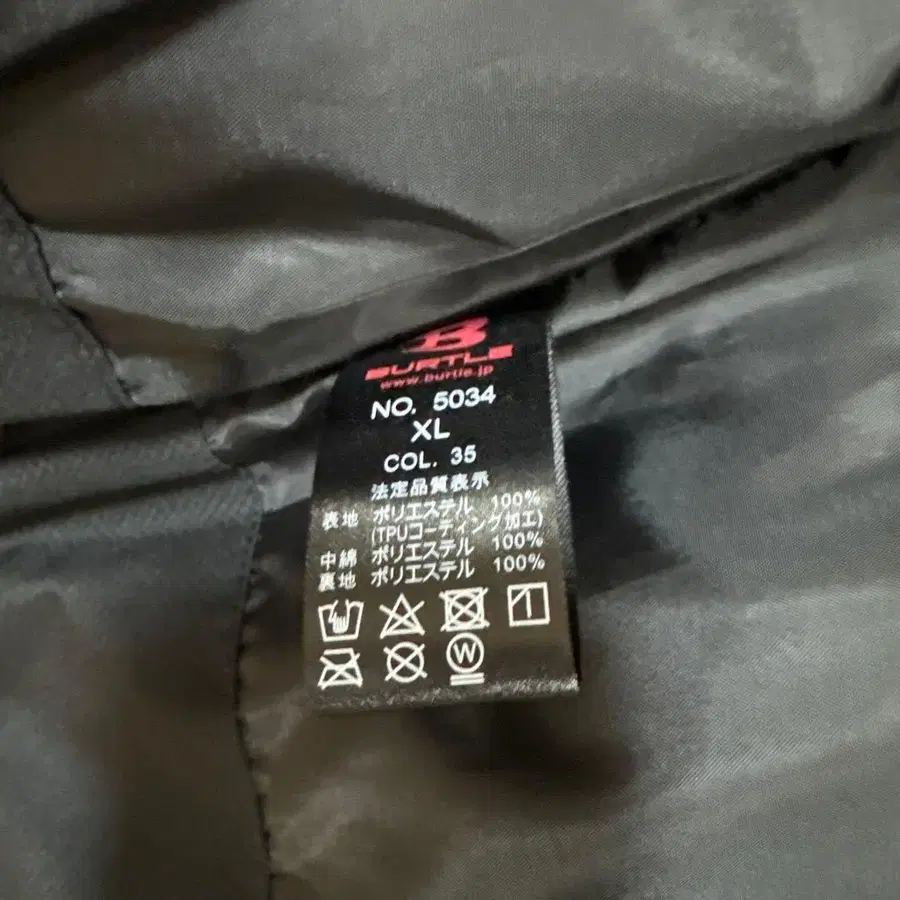 B
BURTLE
www.burtle.jp
NO. 5034
XL
COL. 35
法定品質表示
表地 ポリエステル 100%
(TPUコーティング加工)
中綿 ポリエステル 100%
裏地 ポリエステル 100%
W